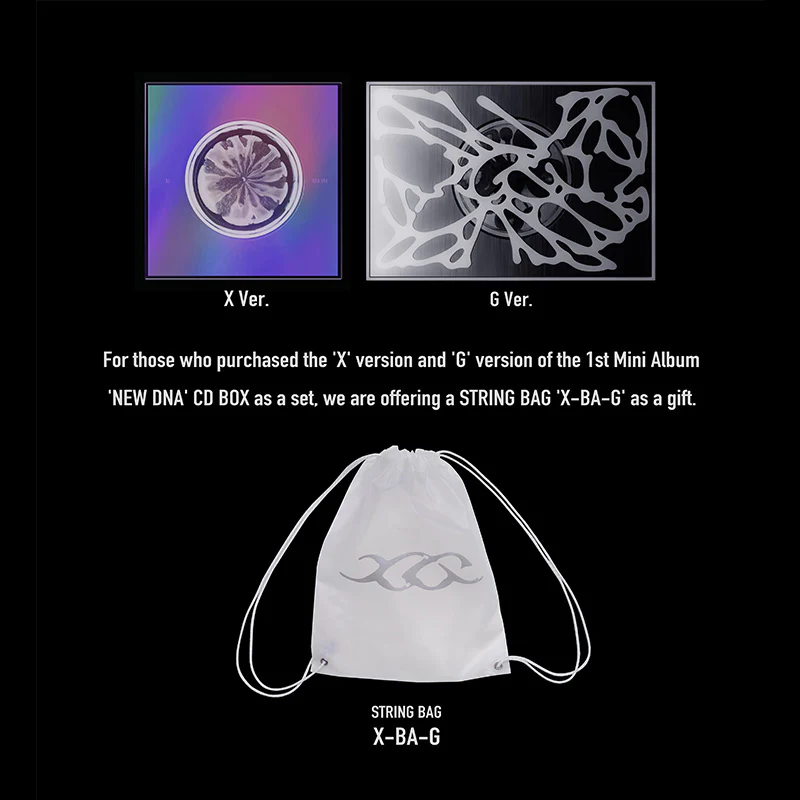 X Ver.
G Ver.
For those who purchased the 'X' version and 'G' version of the 1st Mini Album
'NEW DNA' CD BOX as a set, we are offering a STRING BAG 'X-BA-G' as a gift.
XG
STRING BAG
X-BA-G